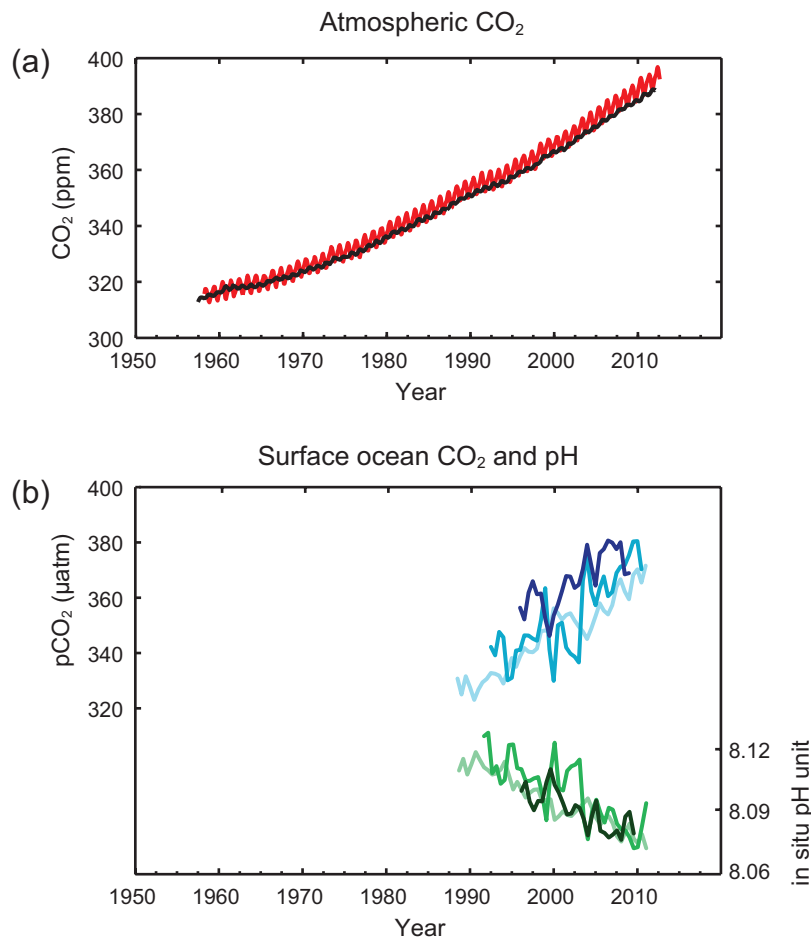 Atmospheric CO₂
(a)
400
380
360
340
320
300
CO₂ (ppm)
1950 1960 1970 1980 1990 2000 2010
Year
Surface ocean CO₂ and pH
(b)
400
380
360
340
320
pCO₂ (µatm)
8.12
8.09
8.06
in situ pH unit
1950 1960 1970 1980 1990 2000 2010
Year